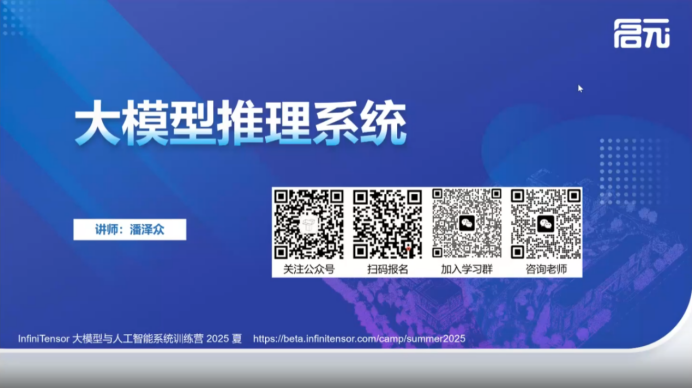 启元
大模型推理系统
讲师：潘泽众
关注公众号
扫码报名
加入学习群
咨询老师
InfiniTensor 大模型与人工智能系统训练营 2025 夏 https://beta.infinitensor.com/camp/summer2025